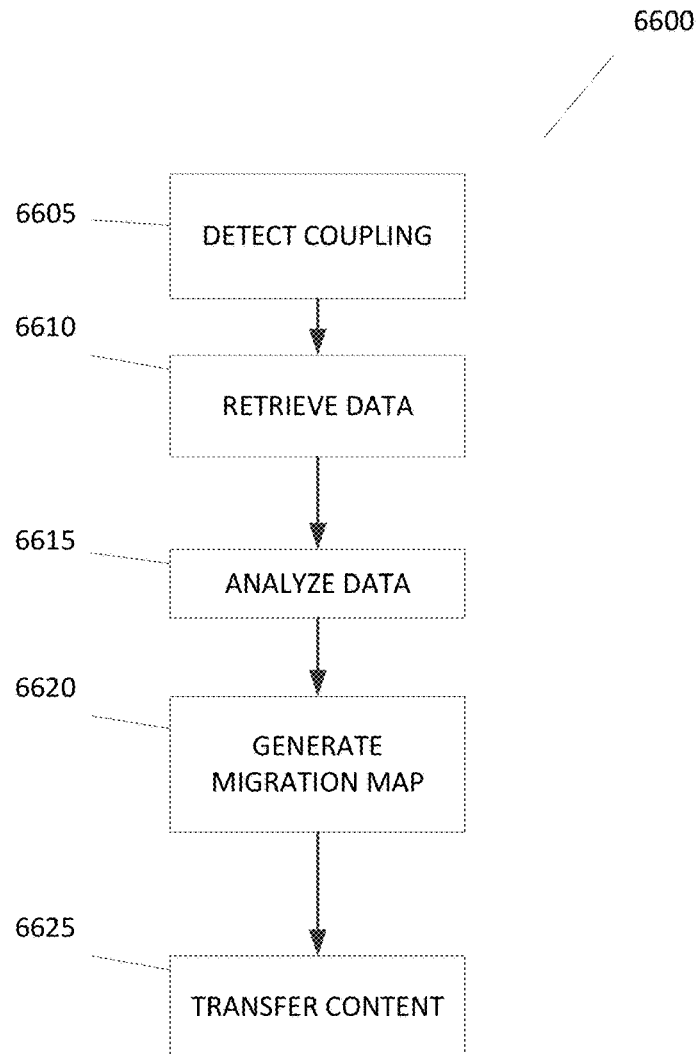 6600
6605
DETECT COUPLING
6610
RETRIEVE DATA
6615
ANALYZE DATA
6620
GENERATE
MIGRATION MAP
6625
TRANSFER CONTENT